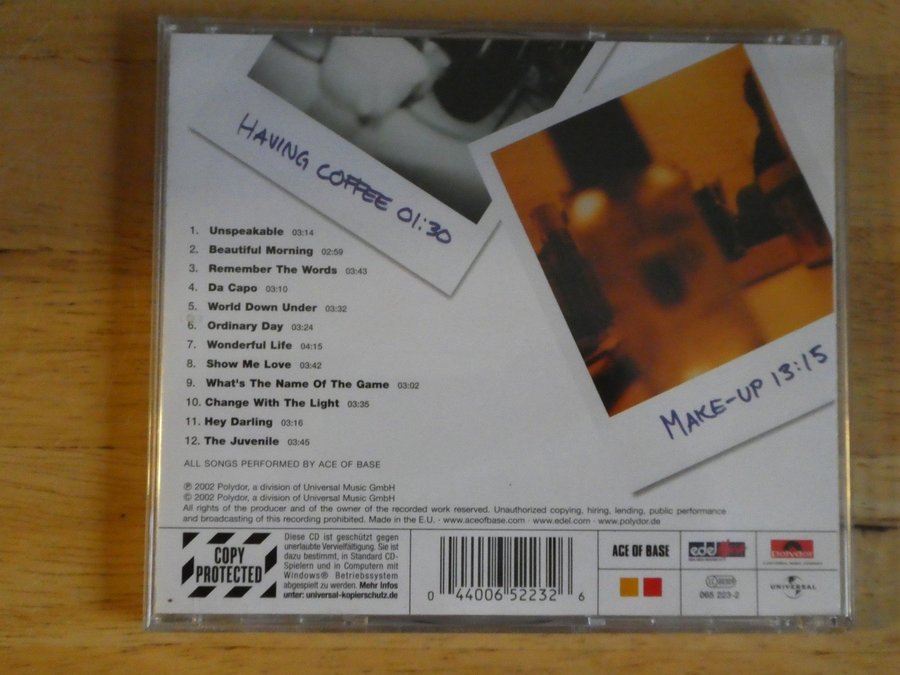 HAVING COFFEE 01:30
MAKE-UP 13:15
1. Unspeakable 03:14
2. Beautiful Morning 02:59
3. Remember The Words 03:43
4. Da Capo 03:10
5. World Down Under 03:32
6. Ordinary Day 03:24
7. Wonderful Life 04:15
8. Show Me Love 03:42
9. What's The Name Of The Game 03:02
10. Change With The Light 03:35
11. Hey Darling 03:16
12. The Juvenile 03:45
ALL SONGS PERFORMED BY ACE OF BASE
℗ 2002 Polydor, a division of Universal Music GmbH
© 2002 Polydor, a division of Universal Music GmbH
All rights of the producer and of the owner of the recorded work reserved. Unauthorized copying, hiring, lending, public performance
and broadcasting of this recording prohibited. Made in the E.U. · www.aceofbase.com · www.edel.com · www.polydor.de
COPY
PROTECTED
Diese CD ist geschützt gegen
unerlaubte Vervielfältigung. Sie ist
dazu bestimmt, in Standard CD-
Spielern und in Computern mit
Windows® Betriebssystem
abgespielt zu werden. Mehr Infos
unter: universal-kopierschutz.de
0 44006 52232 6
ACE OF BASE
edel
Polydor
065 223-2
UNIVERSAL